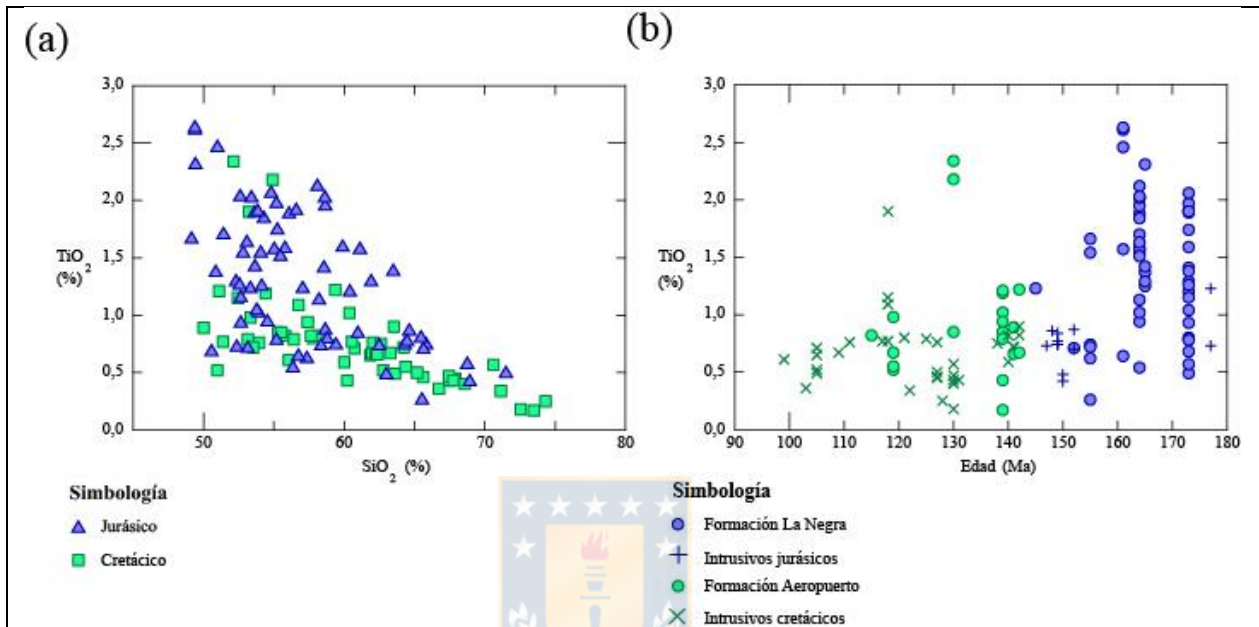 (a)
(b)
3,0
2,5
2,0
1,5
1,0
0,5
0,0
TiO2
(%)
50
60
70
80
SiO2 (%)
Simbología
Jurásico
Cretácico
3,0
2,5
2,0
1,5
1,0
0,5
0,0
TiO2
(%)
90
100
110
120
130
140
150
160
170
180
Edad (Ma)
Simbología
Formación La Negra
Intrusivos jurásicos
Formación Aeropuerto
Intrusivos cretácicos